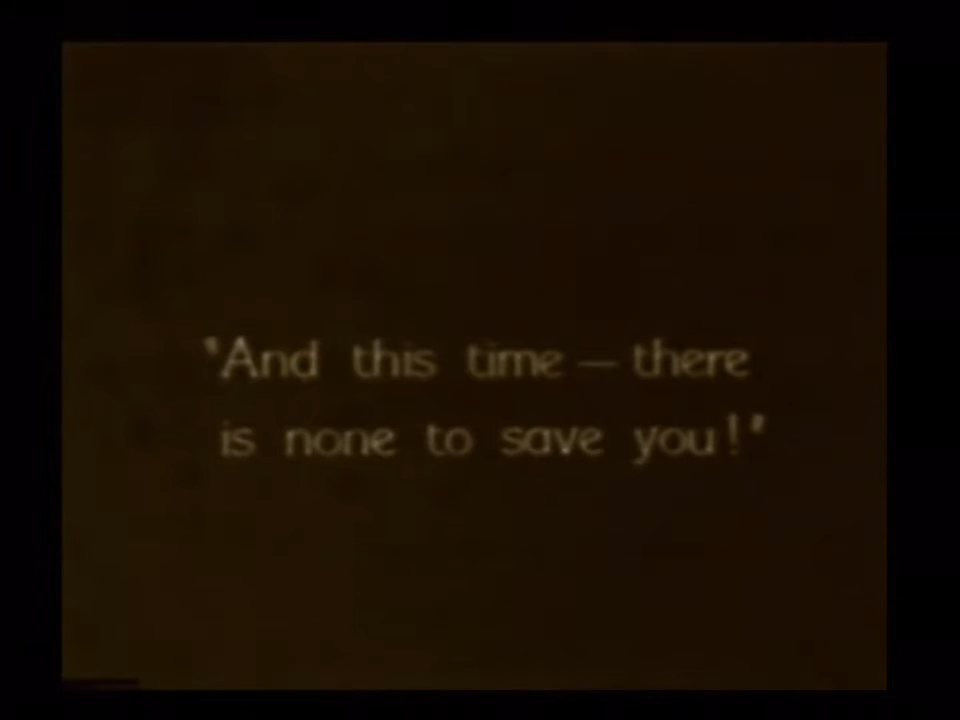 "And this time — there
is none to save you!"